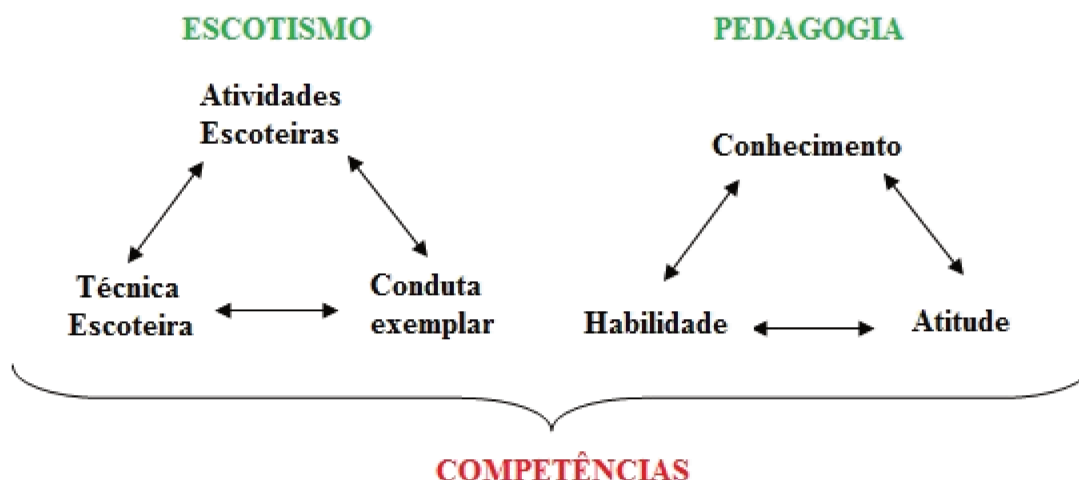 ESCOTISMO
PEDAGOGIA
Atividades
Escoteiras
Conhecimento
Técnica
Escoteira
Conduta
exemplar
Habilidade
Atitude
COMPETÊNCIAS